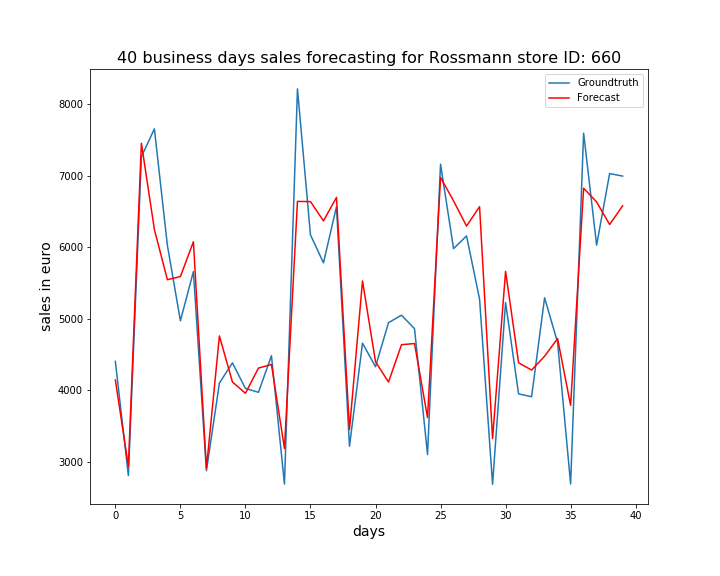 40 business days sales forecasting for Rossmann store ID: 660
Groundtruth
Forecast
8000
7000
6000
5000
4000
3000
sales in euro
0 5 10 15 20 25 30 35 40
days